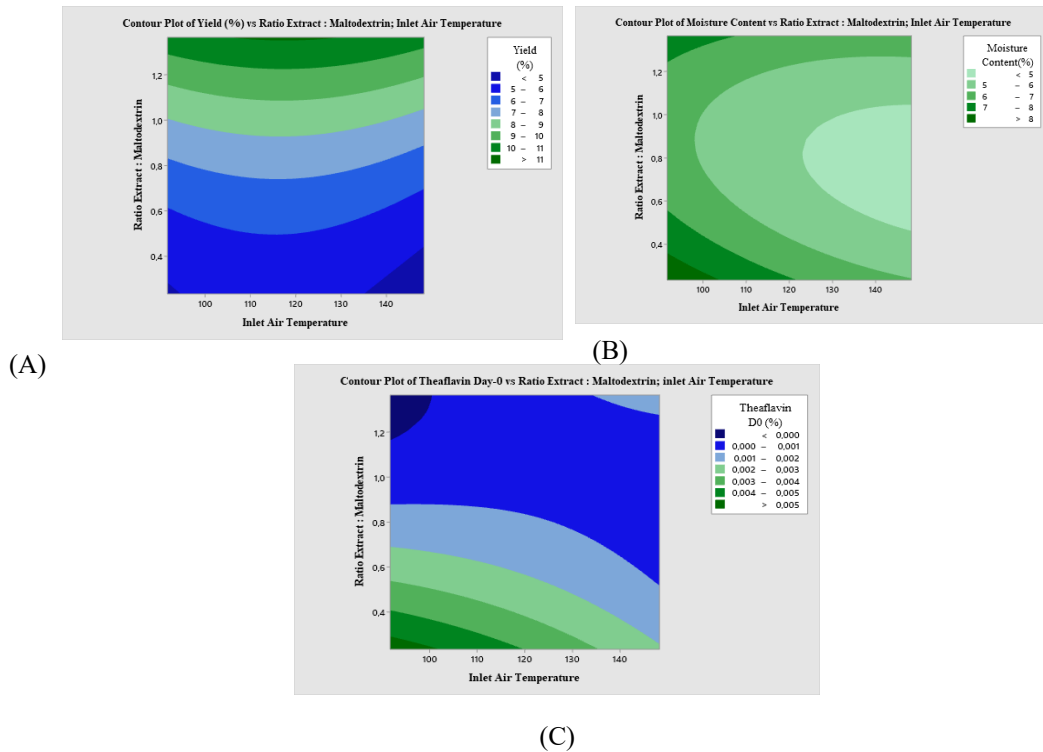 Contour Plot of Yield (%) vs Ratio Extract : Maltodextrin; Inlet Air Temperature
Yield
(%)
< 5
5 – 6
6 – 7
7 – 8
8 – 9
9 – 10
10 – 11
> 11
Ratio Extract : Maltodextrin
1,2
1,0
0,8
0,6
0,4
100 110 120 130 140
Inlet Air Temperature
(A)
Contour Plot of Moisture Content vs Ratio Extract : Maltodextrin; Inlet Air Temperature
Moisture
Content(%)
< 5
5 – 6
6 – 7
7 – 8
> 8
Ratio Extract : Maltodextrin
1,2
1,0
0,8
0,6
0,4
100 110 120 130 140
Inlet Air Temperature
(B)
Contour Plot of Theaflavin Day-0 vs Ratio Extract : Maltodextrin; inlet Air Temperature
Theaflavin
D0 (%)
< 0,000
0,000 – 0,001
0,001 – 0,002
0,002 – 0,003
0,003 – 0,004
0,004 – 0,005
> 0,005
Ratio Extract : Maltodextrin
1,2
1,0
0,8
0,6
0,4
100 110 120 130 140
Inlet Air Temperature
(C)